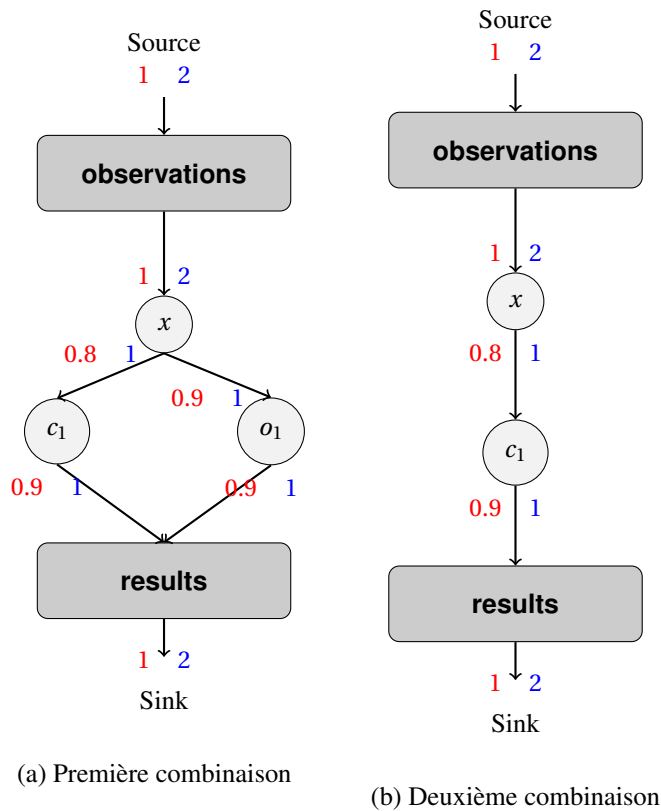 Source
1 2
observations
1 2
x
0.8 1
0.9 1
c1
o1
0.9 1
0.9 1
results
1 2
Sink
(a) Première combinaison
Source
1 2
observations
1 2
x
0.8 1
c1
0.9 1
results
1 2
Sink
(b) Deuxième combinaison